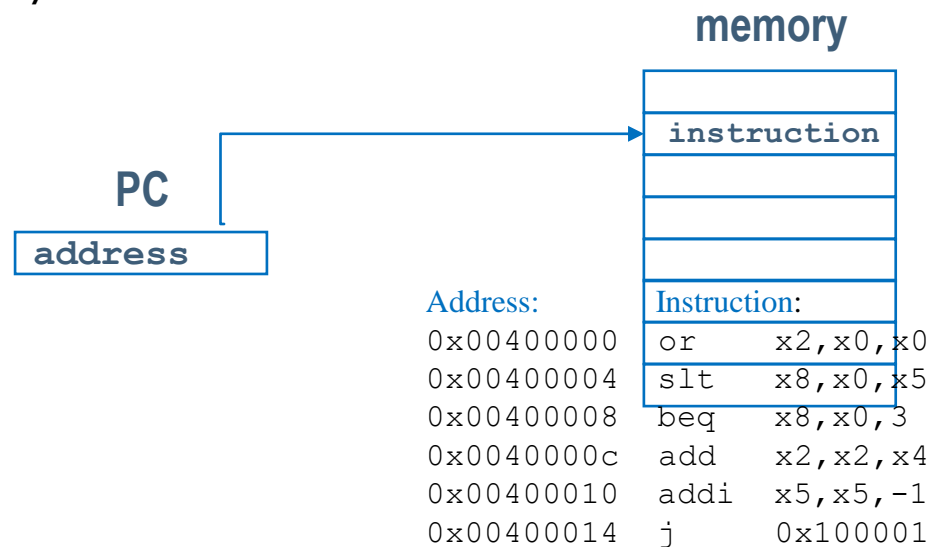 memory
instruction
PC
address
Address: Instruction:
0x00400000 or x2,x0,x0
0x00400004 slt x8,x0,x5
0x00400008 beq x8,x0,3
0x0040000c add x2,x2,x4
0x00400010 addi x5,x5,-1
0x00400014 j 0x100001